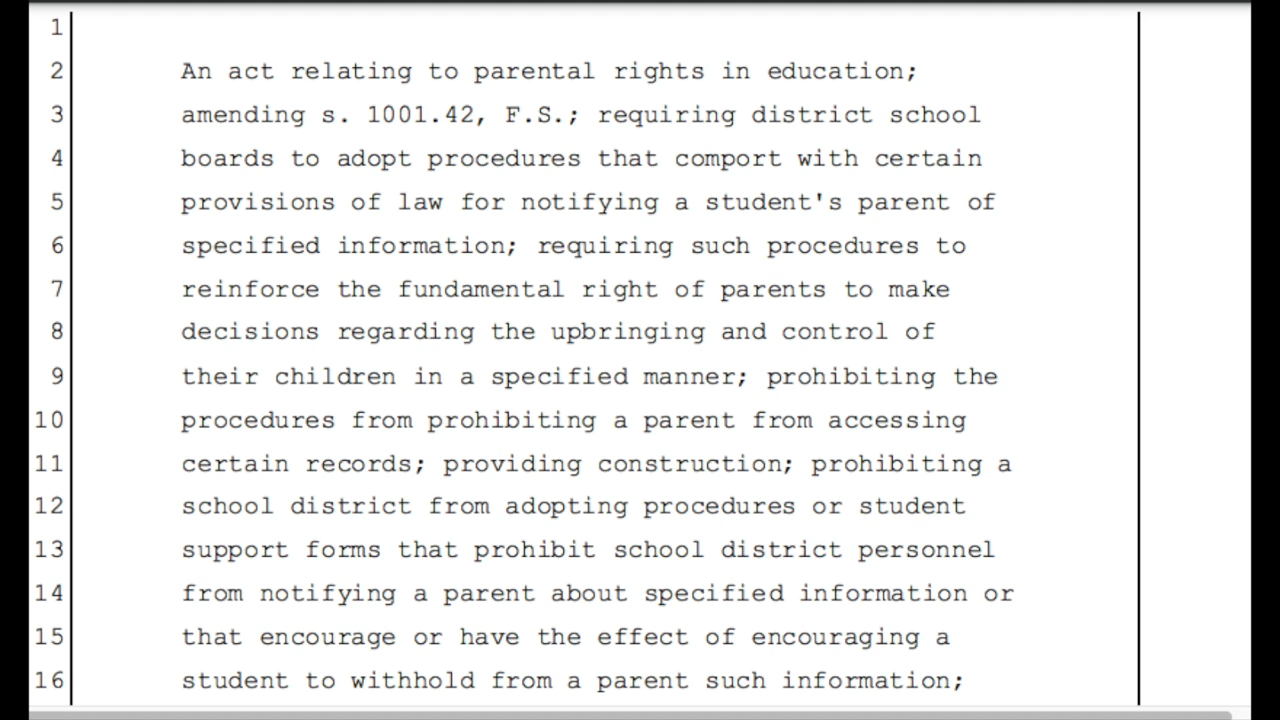 1
2 An act relating to parental rights in education;
3 amending s. 1001.42, F.S.; requiring district school
4 boards to adopt procedures that comport with certain
5 provisions of law for notifying a student's parent of
6 specified information; requiring such procedures to
7 reinforce the fundamental right of parents to make
8 decisions regarding the upbringing and control of
9 their children in a specified manner; prohibiting the
10 procedures from prohibiting a parent from accessing
11 certain records; providing construction; prohibiting a
12 school district from adopting procedures or student
13 support forms that prohibit school district personnel
14 from notifying a parent about specified information or
15 that encourage or have the effect of encouraging a
16 student to withhold from a parent such information;